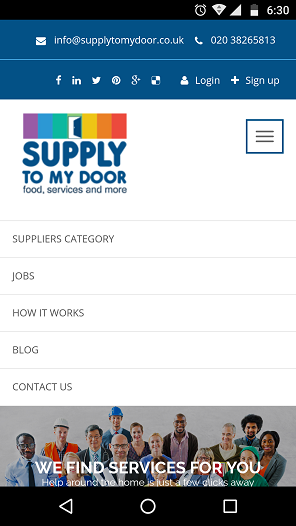 6:30
info@supplytomydoor.co.uk 020 38265813
Login Sign up
SUPPLY
TO MY DOOR
food, services and more
SUPPLIERS CATEGORY
JOBS
HOW IT WORKS
BLOG
CONTACT US
WE FIND SERVICES FOR YOU
Help around the home is just a few clicks away